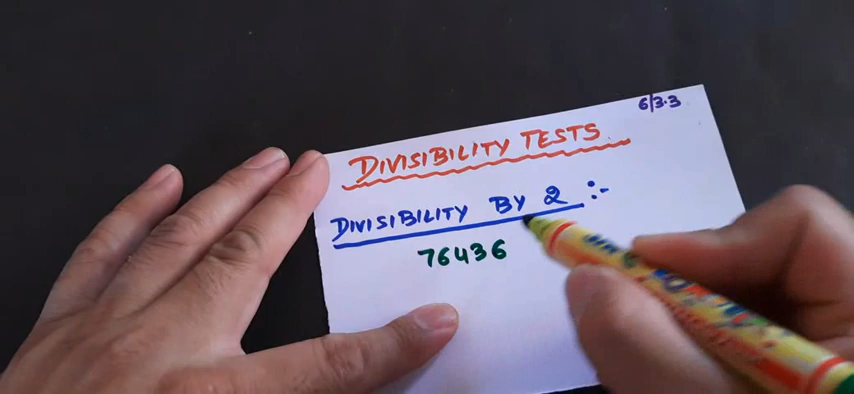 6/3.3
DIVISIBILITY TESTS
DIVISIBILITY BY 2 :-
76436